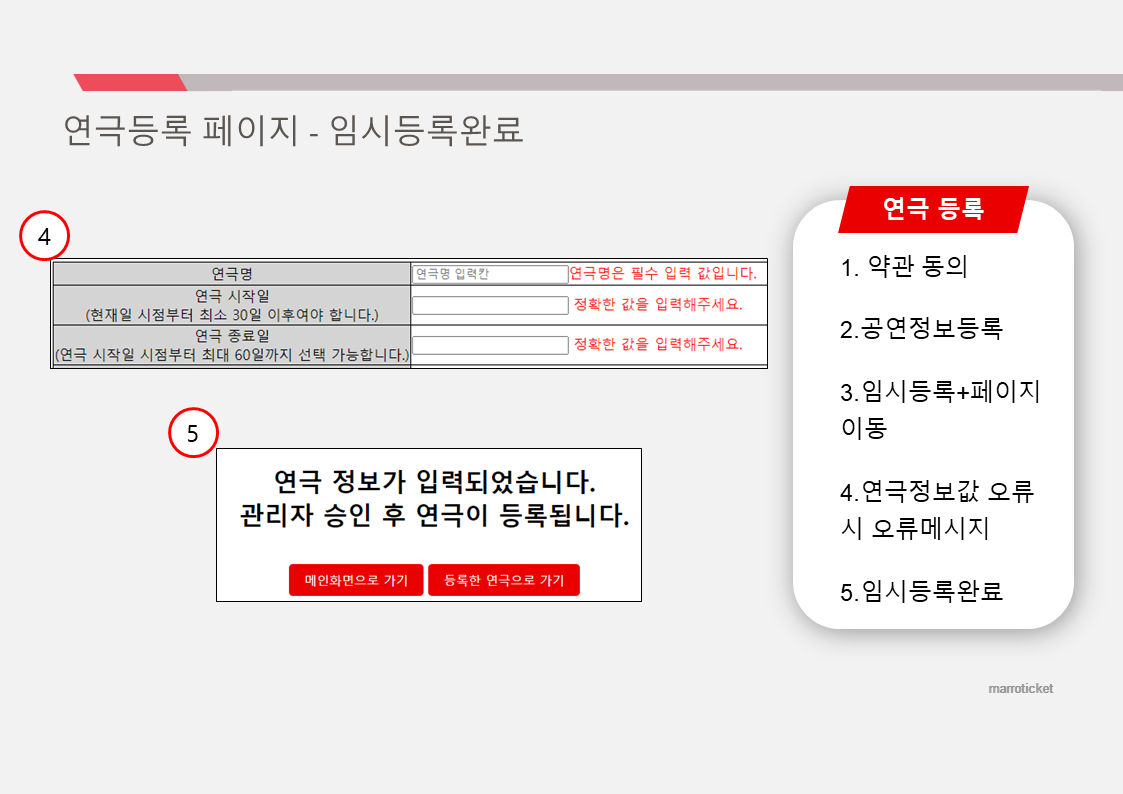 연극등록 페이지 - 임시등록완료
4
연극명
연극명 입력칸
연극명은 필수 입력 값입니다.
연극 시작일
(현재일 시점부터 최소 30일 이후여야 합니다.)
정확한 값을 입력해주세요.
연극 종료일
(연극 시작일 시점부터 최대 60일까지 선택 가능합니다.)
정확한 값을 입력해주세요.
5
연극 정보가 입력되었습니다.
관리자 승인 후 연극이 등록됩니다.
메인화면으로 가기
등록한 연극으로 가기
연극 등록
1. 약관 동의
2.공연정보등록
3.임시등록+페이지
이동
4.연극정보값 오류
시 오류메시지
5.임시등록완료
marroticket